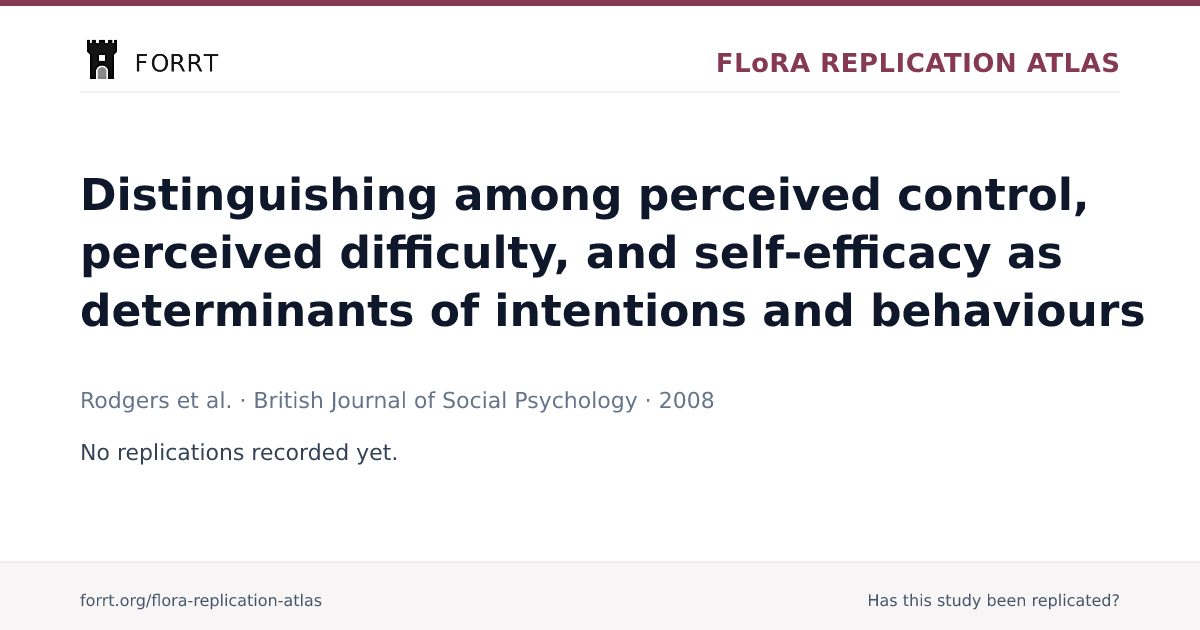 FORRT
FLoRA REPLICATION ATLAS
Distinguishing among perceived control,
perceived difficulty, and self-efficacy as
determinants of intentions and behaviours
Rodgers et al. · British Journal of Social Psychology · 2008
No replications recorded yet.
forrt.org/flora-replication-atlas
Has this study been replicated?